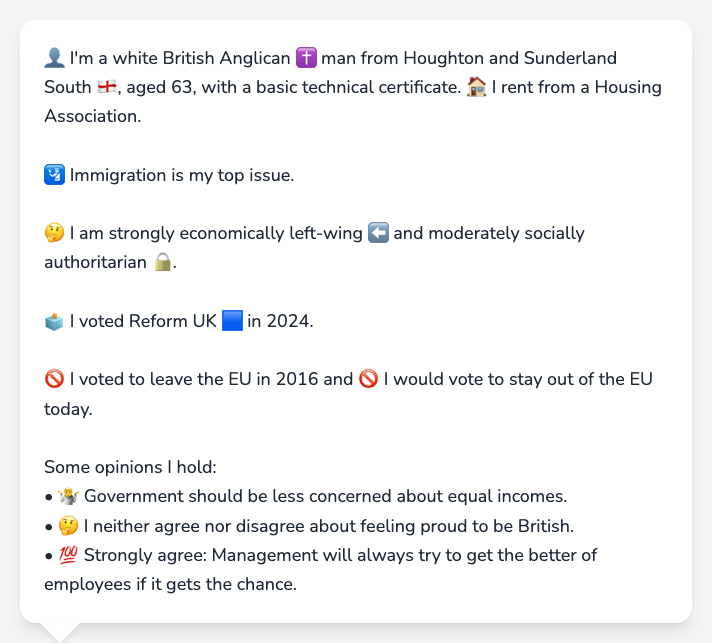 👤 I'm a white British Anglican ✝️ man from Houghton and Sunderland
South 🏴󠁧󠁢󠁥󠁮󠁧󠁿, aged 63, with a basic technical certificate. 🏠 I rent from a Housing
Association.
🛂 Immigration is my top issue.
🤔 I am strongly economically left-wing ⬅️ and moderately socially
authoritarian 🔒.
🗳️ I voted Reform UK 🟦 in 2024.
🚫 I voted to leave the EU in 2016 and 🚫 I would vote to stay out of the EU
today.
Some opinions I hold:
• 🤷 Government should be less concerned about equal incomes.
• 🤔 I neither agree nor disagree about feeling proud to be British.
• 💯 Strongly agree: Management will always try to get the better of
employees if it gets the chance.